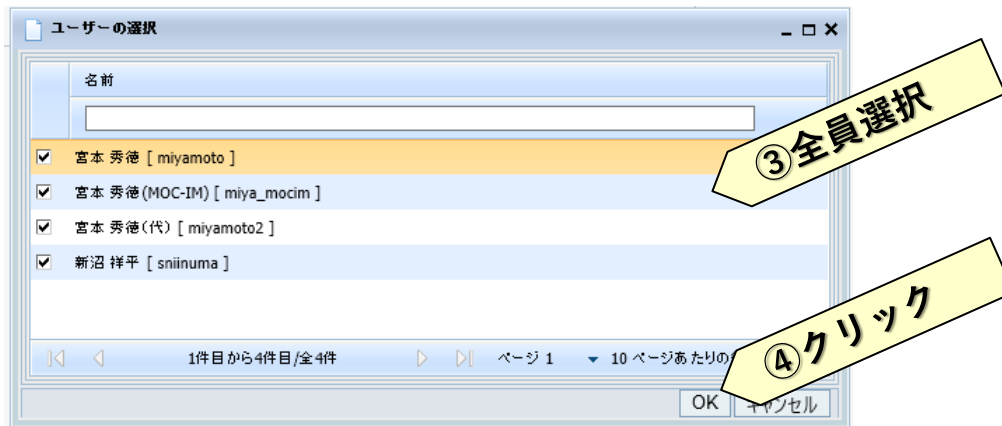 ユーザーの選択
名前
宮本 秀徳 [ miyamoto ]
宮本 秀徳(MOC-IM) [ miya_mocim ]
宮本 秀徳(代) [ miyamoto2 ]
新沼 祥平 [ sniinuma ]
③全員選択
1件目から4件目/全4件 ページ 1 10 ページあたりの
④クリック
OK キャンセル